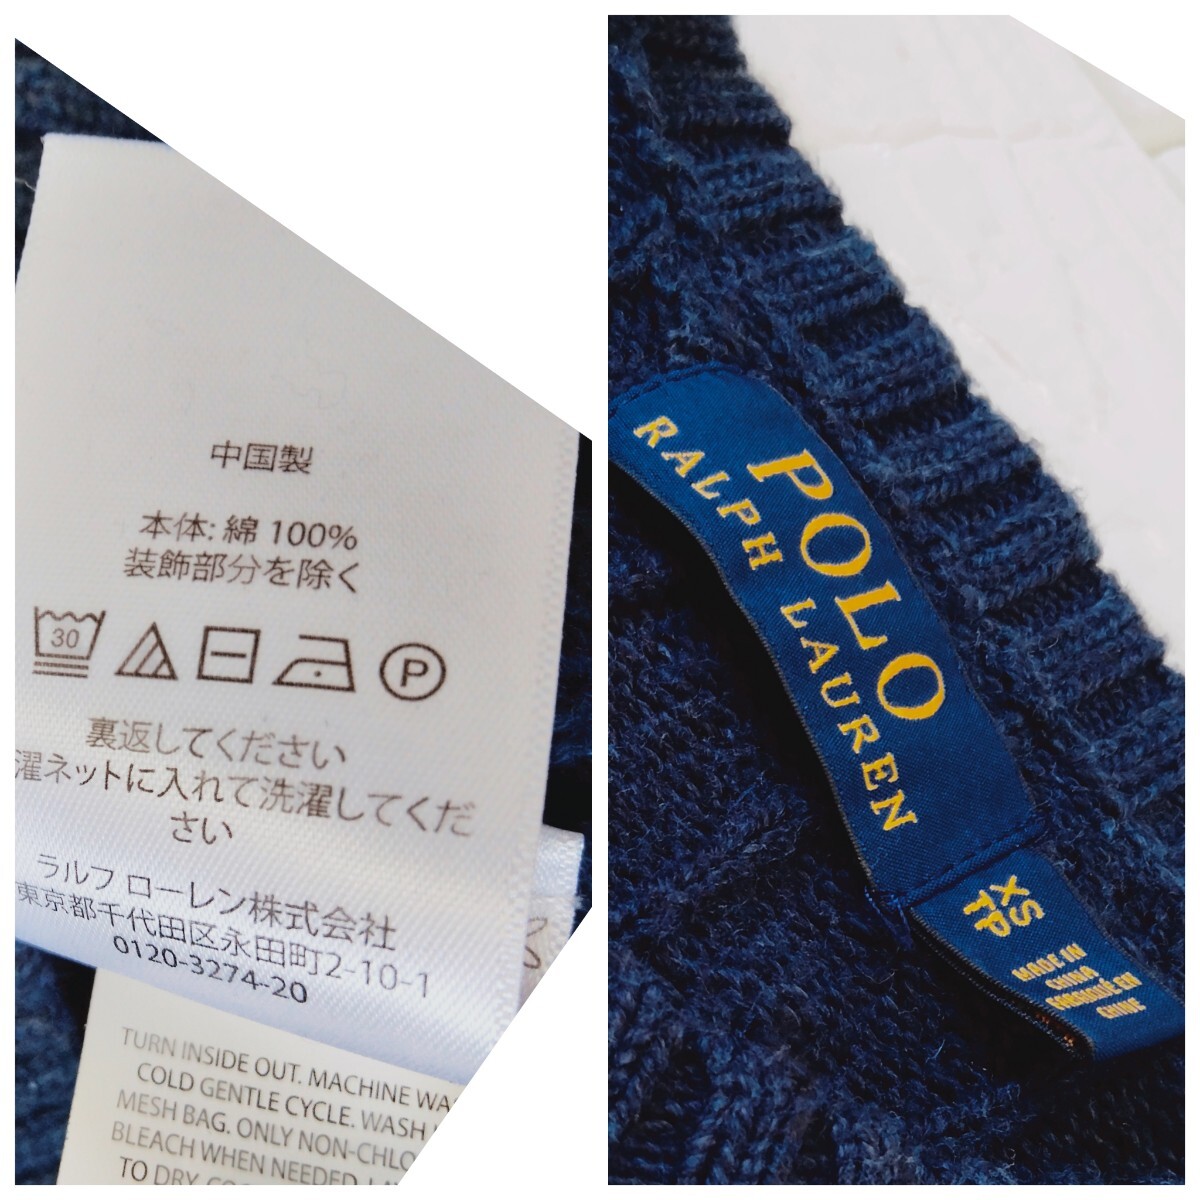 中国製
本体: 綿 100%
装飾部分を除く
30
P
裏返してください
濯ネットに入れて洗濯してくだ
さい
ラルフ ローレン株式会社
東京都千代田区永田町2-10-1
0120-3274-20
TURN INSIDE OUT. MACHINE WAS
COLD GENTLE CYCLE. WASH
MESH BAG. ONLY NON-CHLO
BLEACH WHEN NEEDED. LA
TO DRY. COO
POLO
RALPH LAUREN
XS
TP
MADE IN
CHINA
FABRIQUÉ EN
CHINE